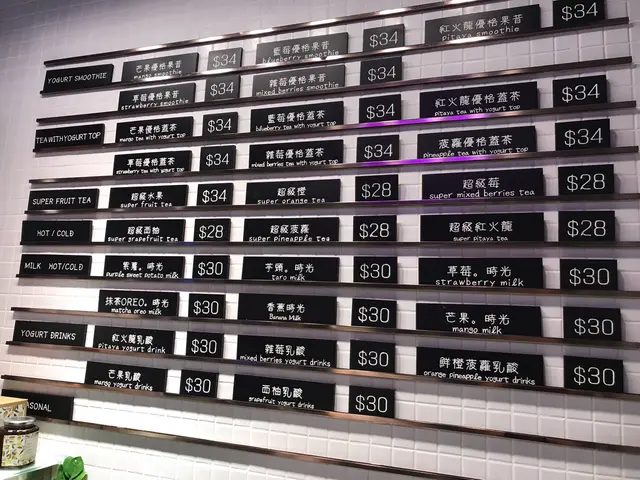 YOGURT SMOOTHIE
芒果優格果昔
mango smoothie
$34
藍莓優格果昔
blueberry smoothie
$34
紅火龍優格果昔
pitaya smoothie
$34
草莓優格果昔
strawberry smoothie
$34
雜莓優格果昔
mixed berries smoothie
$34
TEA WITH YOGURT TOP
芒果優格蓋茶
mango tea with yogurt top
$34
藍莓優格蓋茶
blueberry tea with yogurt top
$34
紅火龍優格蓋茶
pitaya tea with yogurt top
$34
草莓優格蓋茶
strawberry tea with yogurt top
$34
雜莓優格蓋茶
mixed berries tea with yogurt top
$34
菠蘿優格蓋茶
pineapple tea with yogurt top
$34
SUPER FRUIT TEA
超級水果
super fruit tea
$34
超級橙
super orange tea
$28
超級莓
super mixed berries tea
$28
HOT / COLD
超級面柚
super grapefruit tea
$28
超級菠蘿
super pineapple tea
$28
超級紅火龍
super Pitaya tea
$28
MILK HOT/COLD
紫薯。時光
purple sweet potato milk
$30
芋頭。時光
taro milk
$30
草莓。時光
strawberry milk
$30
抹茶OREO。時光
matcha oreo milk
$30
香蕉時光
Banana Milk
$30
芒果。時光
mango milk
$30
YOGURT DRINKS
紅火龍乳酸
Pitaya yogurt drink
$30
雜莓乳酸
mixed berries yogurt drinks
$30
鮮橙菠蘿乳酸
orange pineapple yogurt drinks
$30
芒果乳酸
mango yogurt drinks
$30
西柚乳酸
grapefruit yogurt drinks
$30
ASONAL